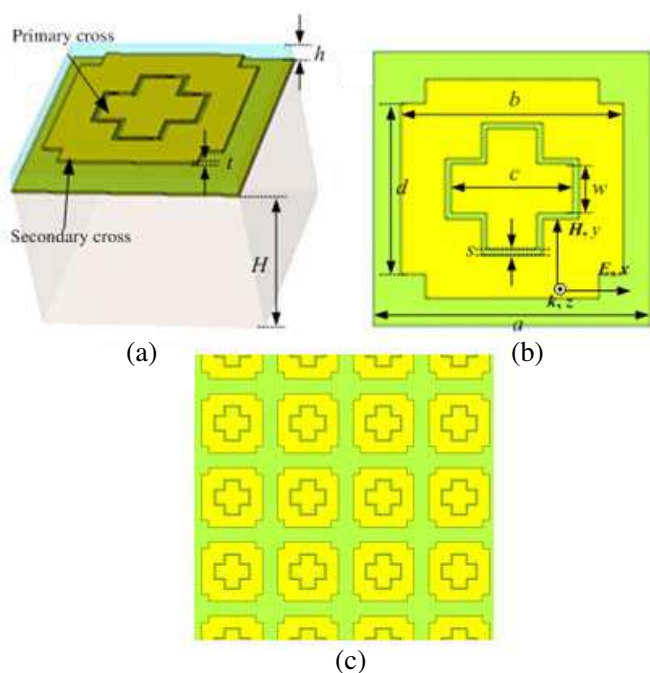 Primary cross
h
t
Secondary cross
H
(a)
b
d
c
w
s
H, y
E, x
k, z
a
(b)
(c)